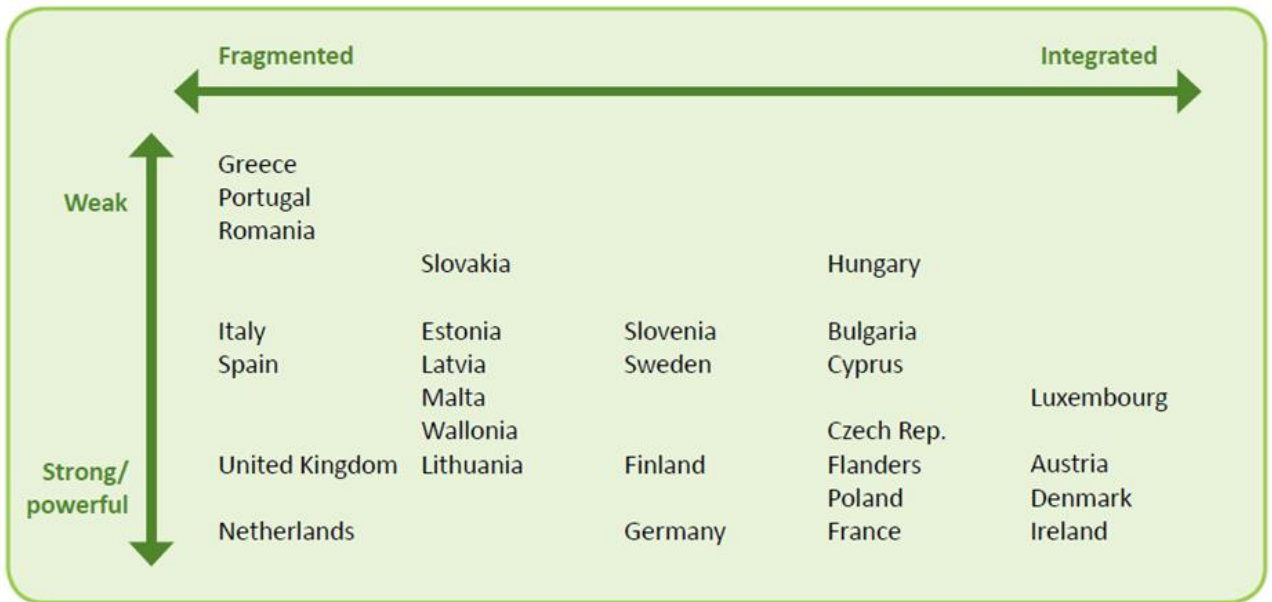 Fragmented Integrated
Greece
Weak Portugal
Romania
Slovakia Hungary
Italy Estonia Slovenia Bulgaria
Spain Latvia Sweden Cyprus
Malta Luxembourg
Wallonia Czech Rep.
Strong/ United Kingdom Lithuania Finland Flanders Austria
powerful Poland Denmark
Netherlands Germany France Ireland